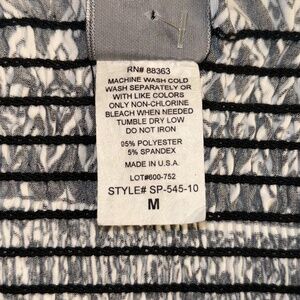 RN# 88363
MACHINE WASH COLD
WASH SEPARATELY OR
WITH LIKE COLORS
ONLY NON-CHLORINE
BLEACH WHEN NEEDED
TUMBLE DRY LOW
DO NOT IRON
95% POLYESTER
5% SPANDEX
MADE IN U.S.A.
LOT#600-752
STYLE# SP-545-10
M